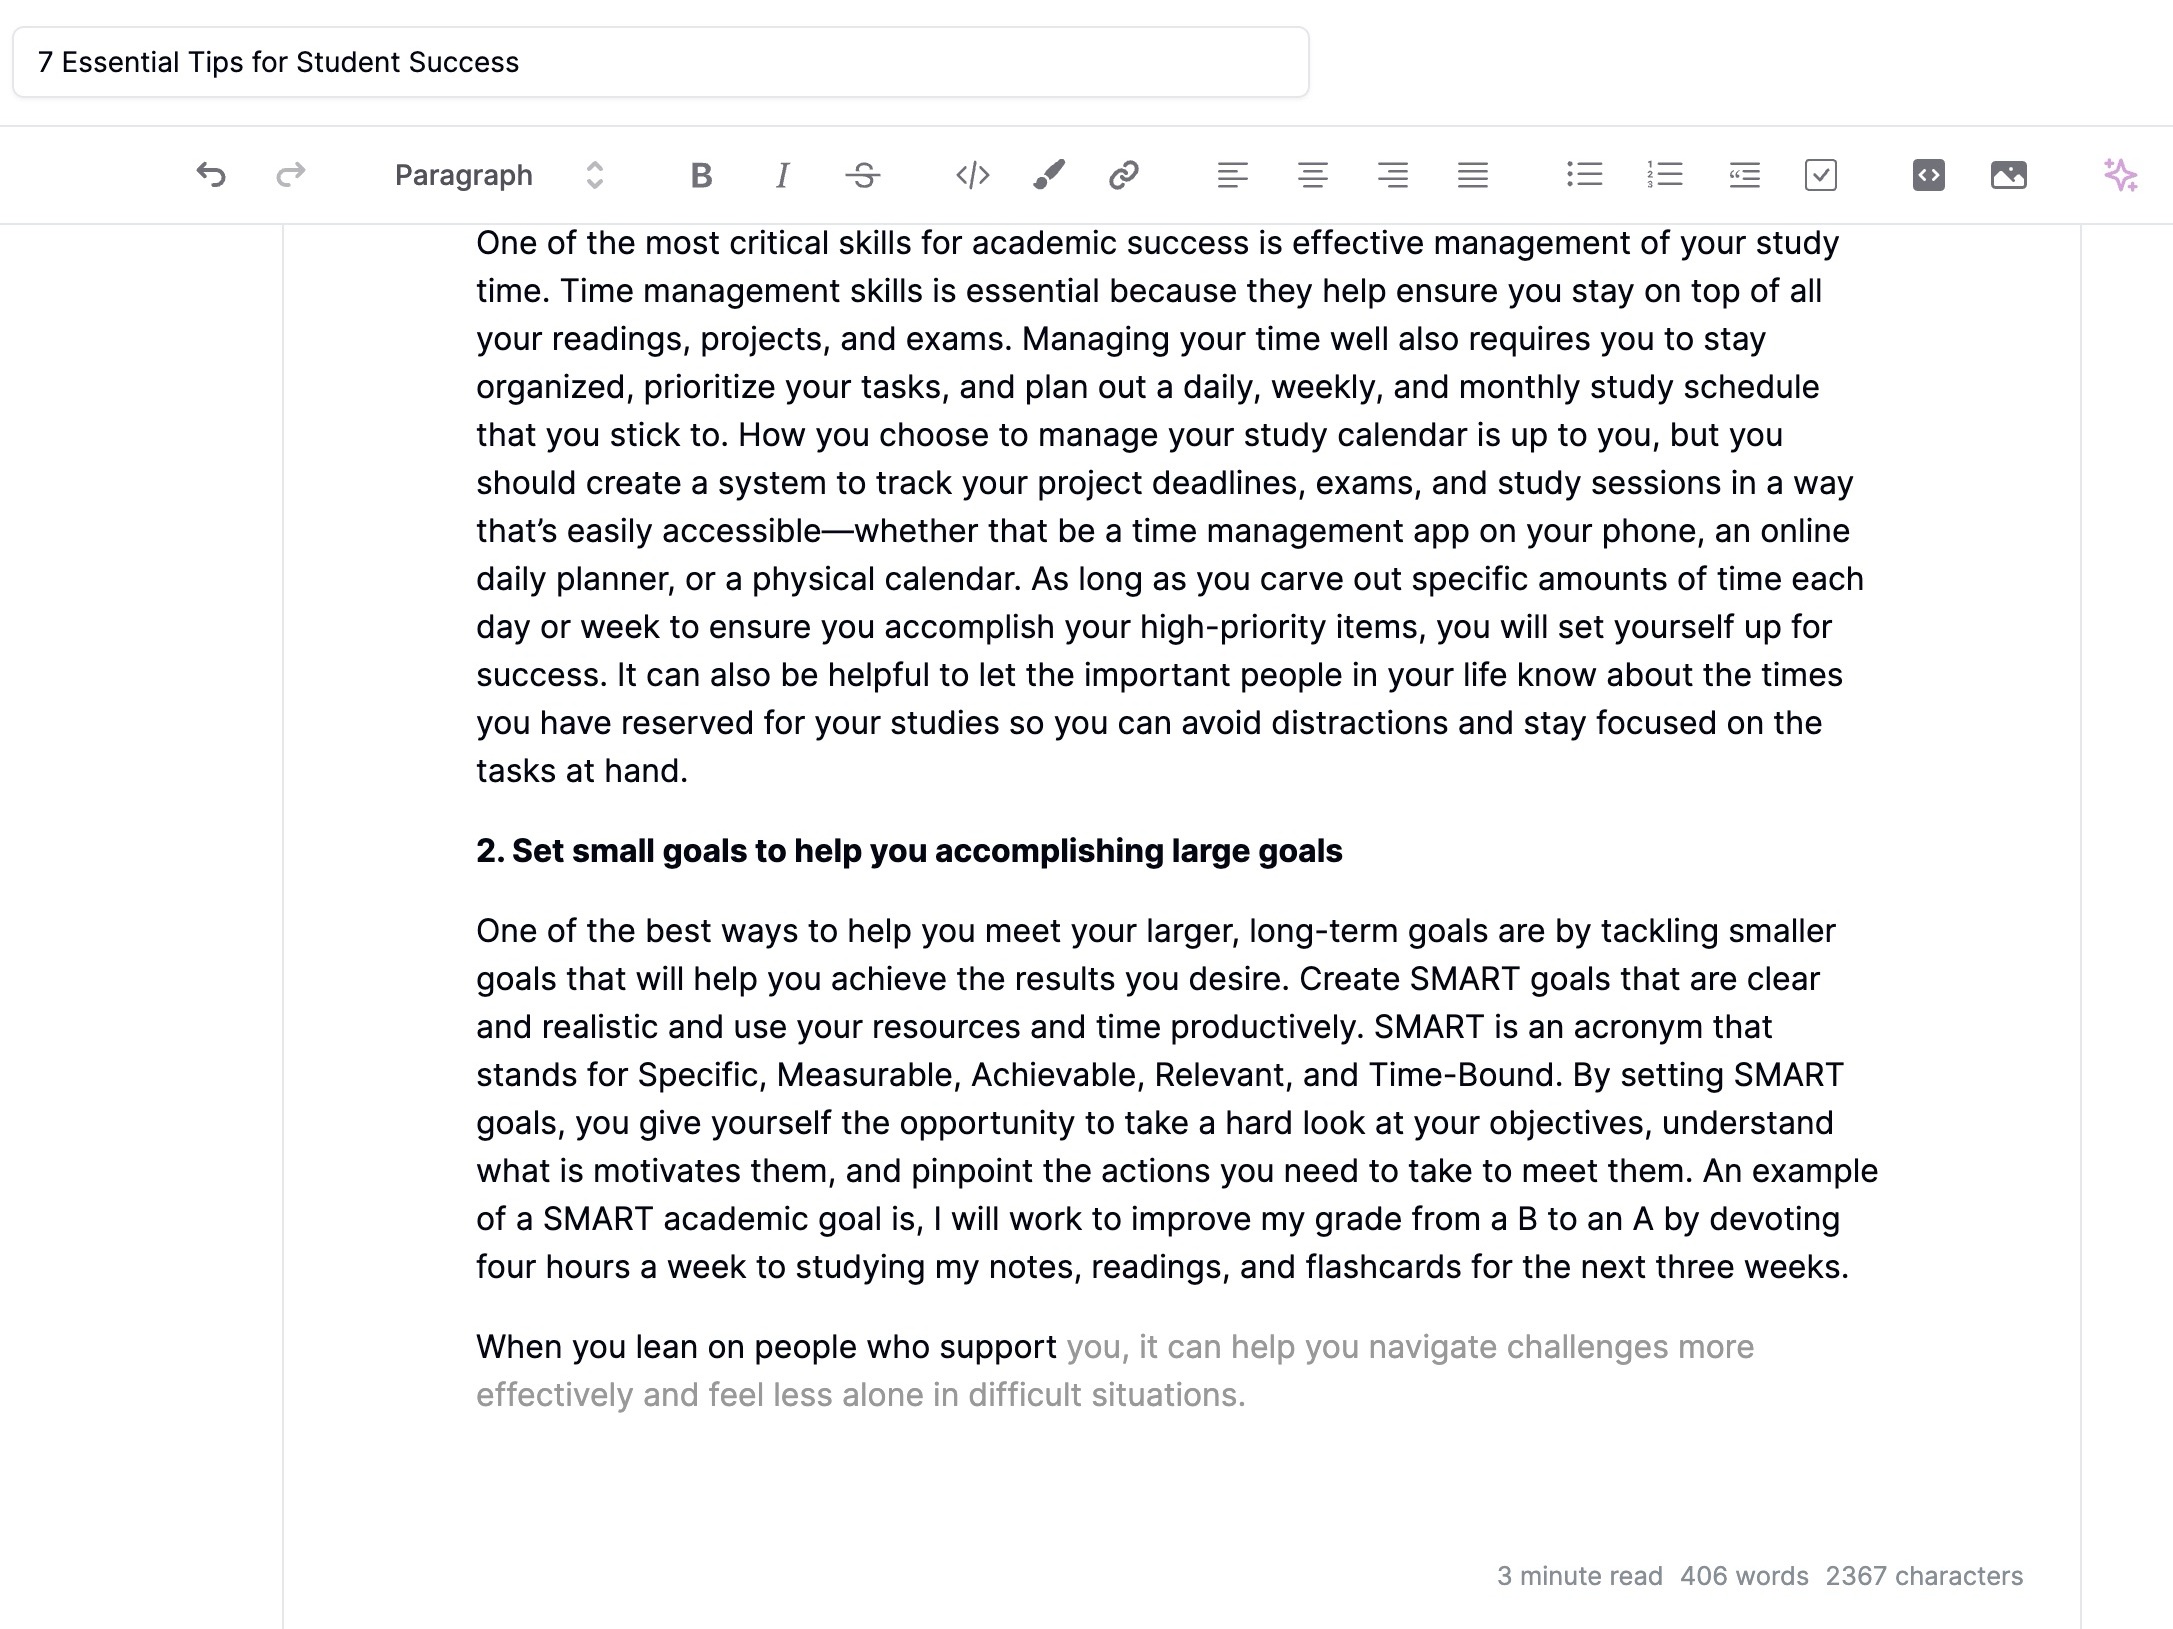 7 Essential Tips for Student Success
Paragraph
One of the most critical skills for academic success is effective management of your study
time. Time management skills is essential because they help ensure you stay on top of all
your readings, projects, and exams. Managing your time well also requires you to stay
organized, prioritize your tasks, and plan out a daily, weekly, and monthly study schedule
that you stick to. How you choose to manage your study calendar is up to you, but you
should create a system to track your project deadlines, exams, and study sessions in a way
that’s easily accessible—whether that be a time management app on your phone, an online
daily planner, or a physical calendar. As long as you carve out specific amounts of time each
day or week to ensure you accomplish your high-priority items, you will set yourself up for
success. It can also be helpful to let the important people in your life know about the times
you have reserved for your studies so you can avoid distractions and stay focused on the
tasks at hand.
2. Set small goals to help you accomplishing large goals
One of the best ways to help you meet your larger, long-term goals are by tackling smaller
goals that will help you achieve the results you desire. Create SMART goals that are clear
and realistic and use your resources and time productively. SMART is an acronym that
stands for Specific, Measurable, Achievable, Relevant, and Time-Bound. By setting SMART
goals, you give yourself the opportunity to take a hard look at your objectives, understand
what is motivates them, and pinpoint the actions you need to take to meet them. An example
of a SMART academic goal is, I will work to improve my grade from a B to an A by devoting
four hours a week to studying my notes, readings, and flashcards for the next three weeks.
When you lean on people who support you, it can help you navigate challenges more
effectively and feel less alone in difficult situations.
3 minute read 406 words 2367 characters